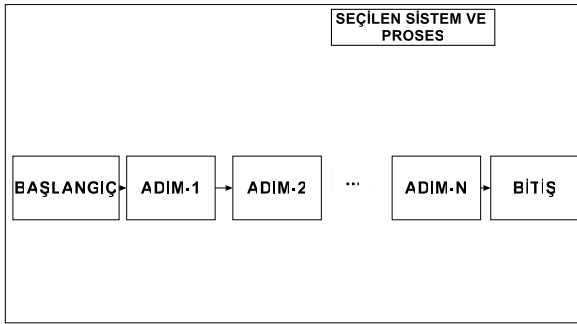 SEÇİLEN SİSTEM VE
PROSES
BAŞLANGIÇ
ADIM-1
ADIM-2
...
ADIM-N
BİTİŞ